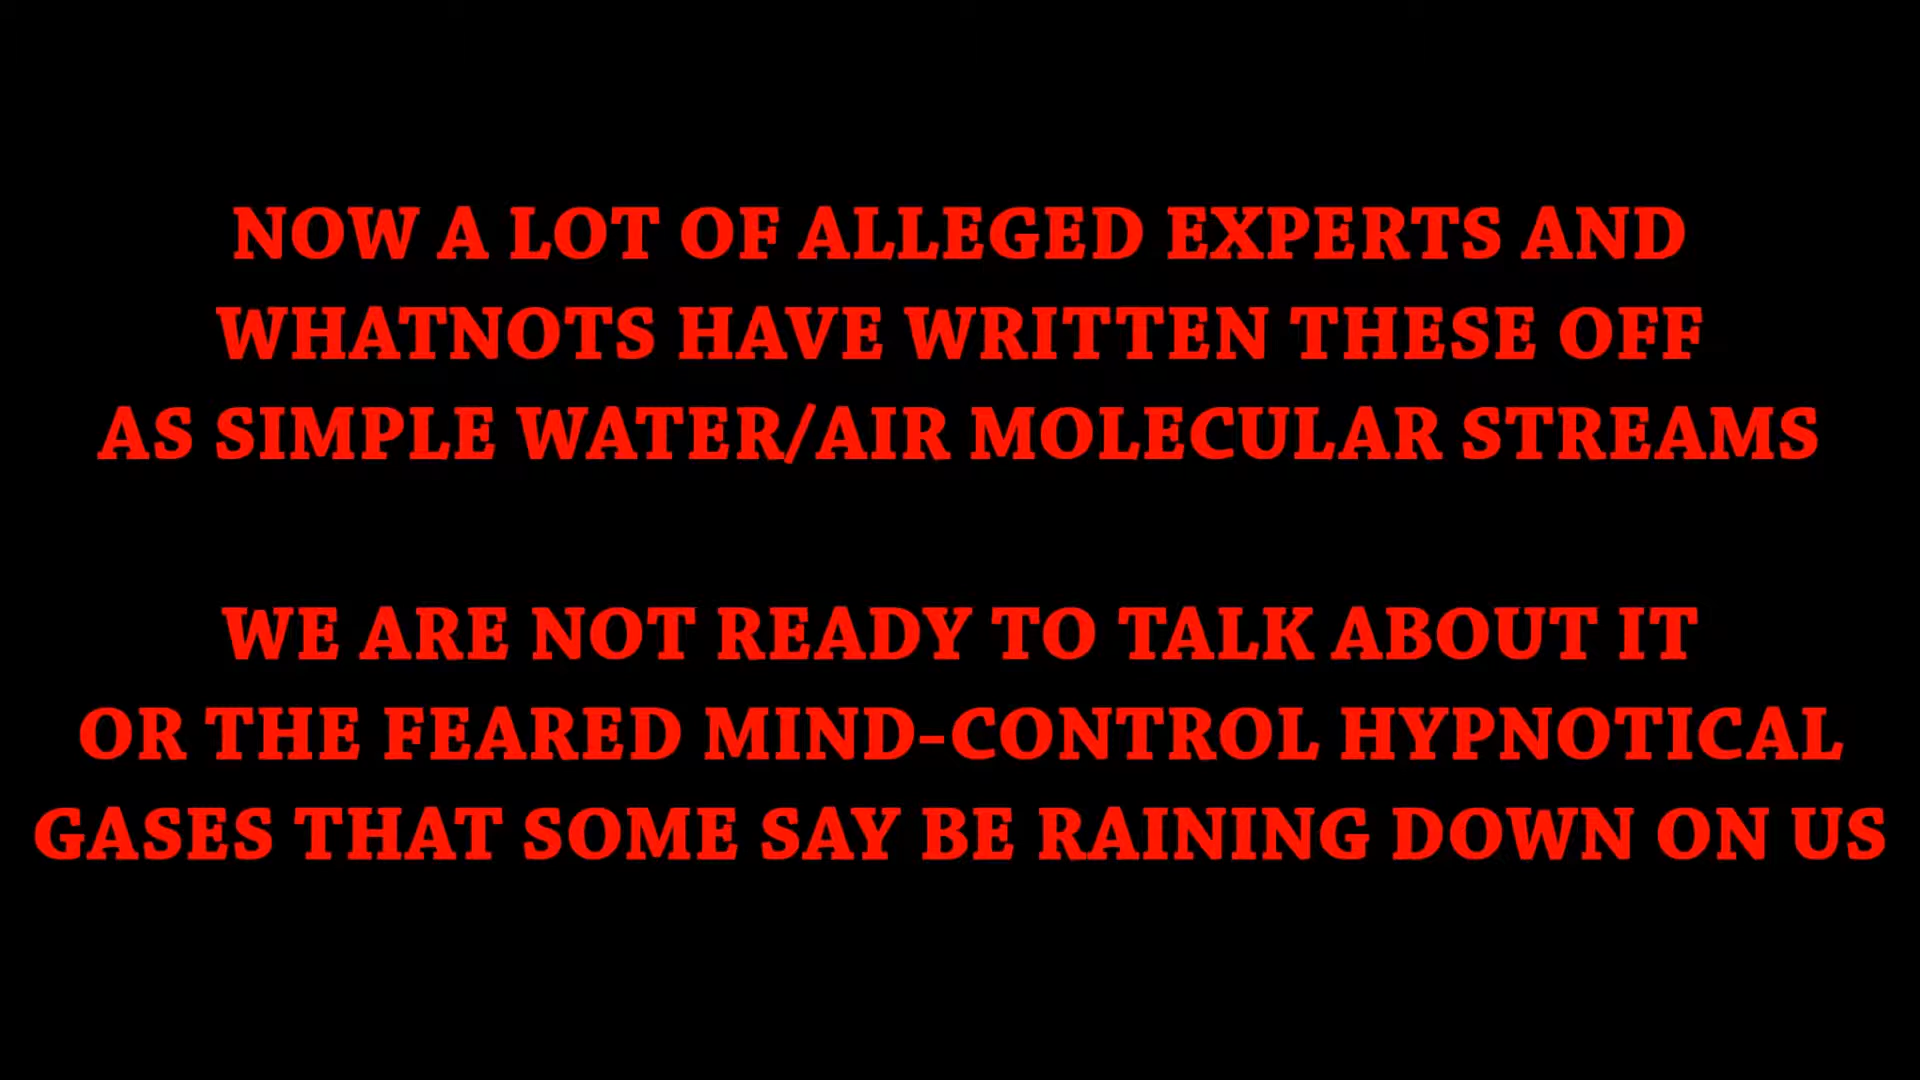 NOW A LOT OF ALLEGED EXPERTS AND
WHATNOTS HAVE WRITTEN THESE OFF
AS SIMPLE WATER/AIR MOLECULAR STREAMS
WE ARE NOT READY TO TALK ABOUT IT
OR THE FEARED MIND-CONTROL HYPNOTICAL
GASES THAT SOME SAY BE RAINING DOWN ON US